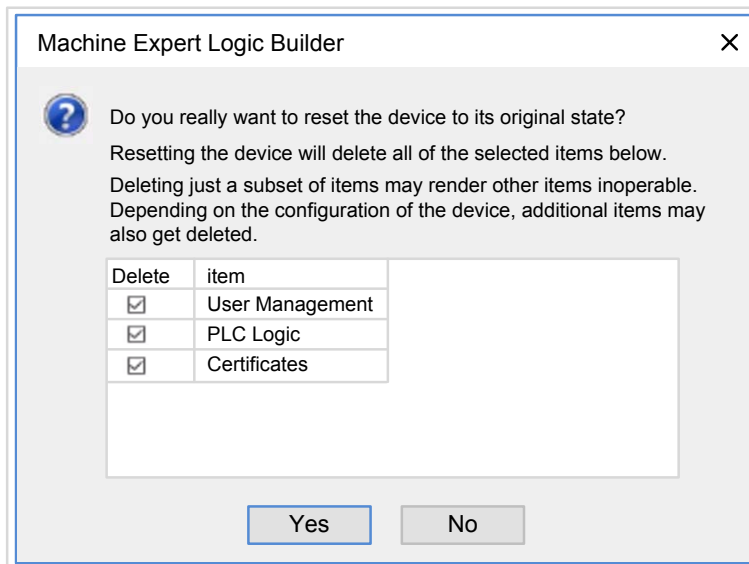 Machine Expert Logic Builder
Do you really want to reset the device to its original state?
Resetting the device will delete all of the selected items below.
Deleting just a subset of items may render other items inoperable.
Depending on the configuration of the device, additional items may
also get deleted.
Delete item
User Management
PLC Logic
Certificates
Yes No